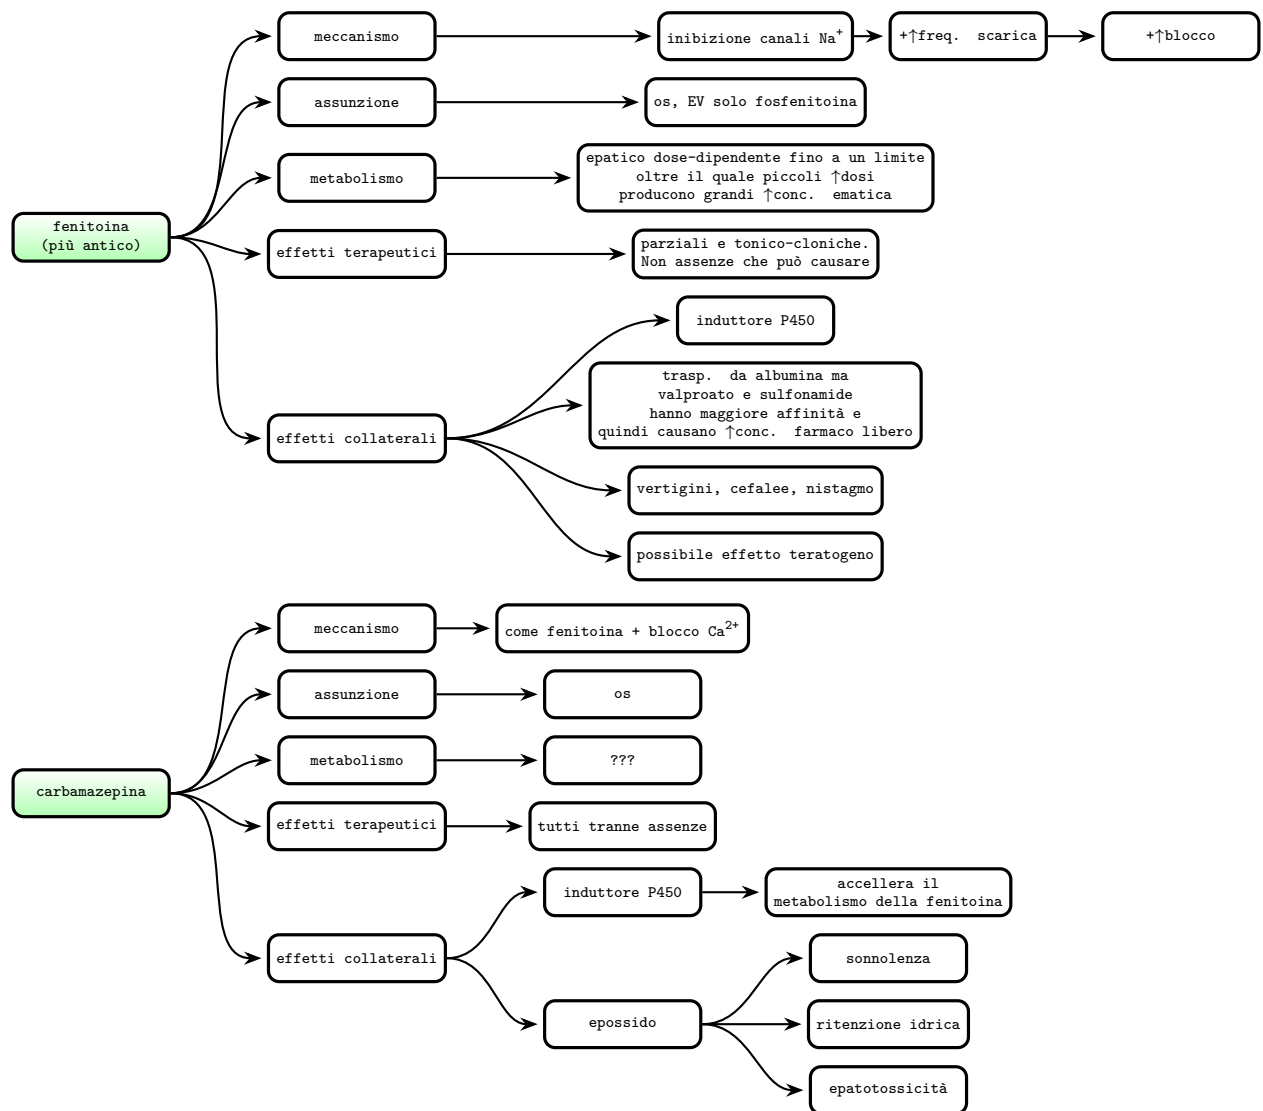 fenitoina
(più antico)
meccanismo
inibizione canali Na⁺
+↑freq. scarica
+↑blocco
assunzione
os, EV solo fosfenitoina
metabolismo
epatico dose-dipendente fino a un limite
oltre il quale piccoli ↑dosi
producono grandi ↑conc. ematica
effetti terapeutici
parziali e tonico-cloniche.
Non assenze che può causare
effetti collaterali
induttore P450
trasp. da albumina ma
valproato e sulfonamide
hanno maggiore affinità e
quindi causano ↑conc. farmaco libero
vertigini, cefalee, nistagmo
possibile effetto teratogeno
carbamazepina
meccanismo
come fenitoina + blocco Ca²⁺
assunzione
os
metabolismo
???
effetti terapeutici
tutti tranne assenze
effetti collaterali
induttore P450
accellera il
metabolismo della fenitoina
epossido
sonnolenza
ritenzione idrica
epatotossicità